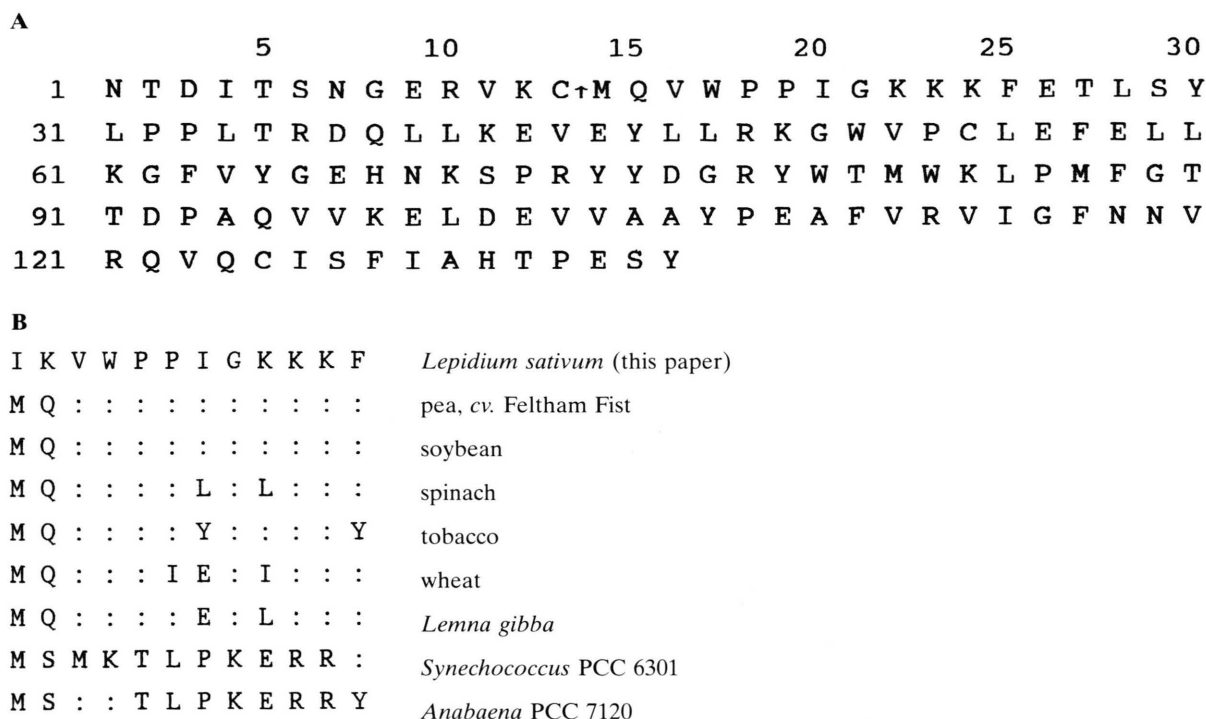 A
5 10 15 20 25 30
1 N T D I T S N G E R V K C↑M Q V W P P I G K K K F E T L S Y
31 L P P L T R D Q L L K E V E Y L L R K G W V P C L E F E L L
61 K G F V Y G E H N K S P R Y Y D G R Y W T M W K L P M F G T
91 T D P A Q V V K E L D E V V A A Y P E A F V R V I G F N N V
121 R Q V Q C I S F I A H T P E S Y
B
I K V W P P I G K K K F Lepidium sativum (this paper)
M Q : : : : : : : : : : pea, cv. Feltham Fist
M Q : : : : : : : : : : soybean
M Q : : : : L : L : : : spinach
M Q : : : : Y : : : : Y tobacco
M Q : : : I E : I : : : wheat
M Q : : : : E : L : : : Lemna gibba
M S M K T L P K E R R : Synechococcus PCC 6301
M S : : T L P K E R R Y Anabaena PCC 7120